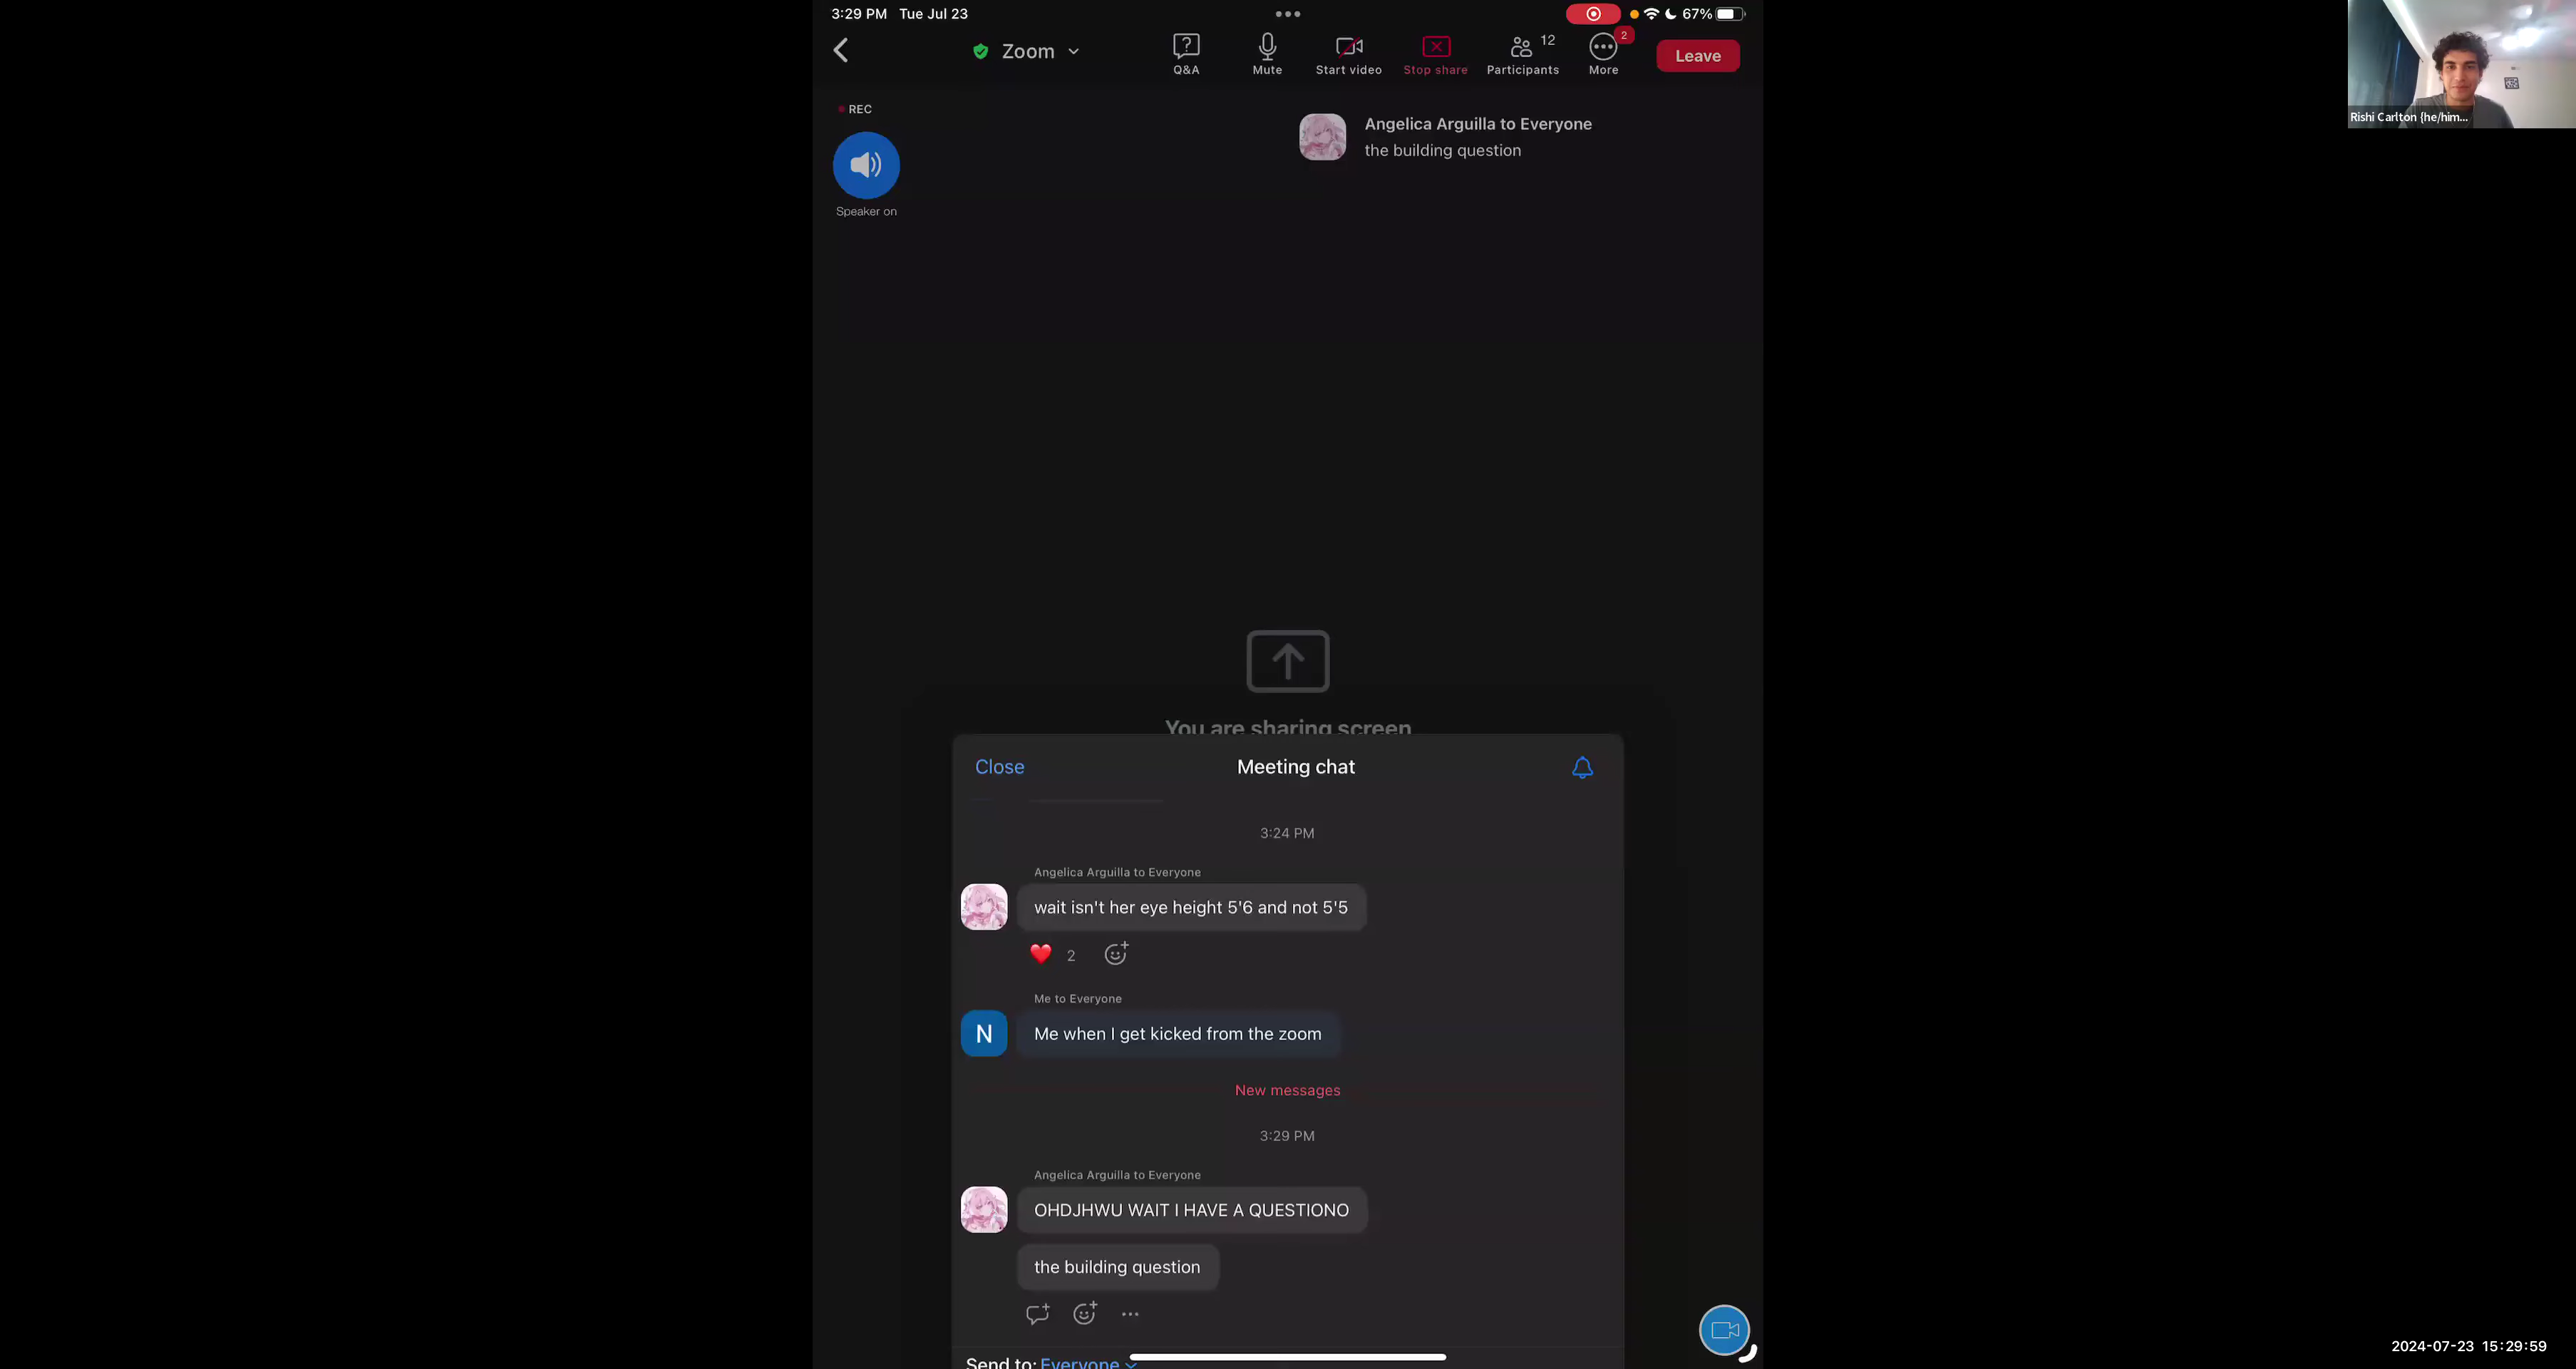 3:29 PM Tue Jul 23
67%
Zoom
Q&A
Mute
Start video
Stop share
12
Participants
2
More
Leave
REC
Speaker on
Angelica Arguilla to Everyone
the building question
Rishi Carlton {he/him...
You are sharing screen
Close
Meeting chat
3:24 PM
Angelica Arguilla to Everyone
wait isn't her eye height 5'6 and not 5'5
2
Me to Everyone
N
Me when I get kicked from the zoom
New messages
3:29 PM
Angelica Arguilla to Everyone
OHDJHWU WAIT I HAVE A QUESTIONO
the building question
Send to: Everyone
2024-07-23 15:29:59